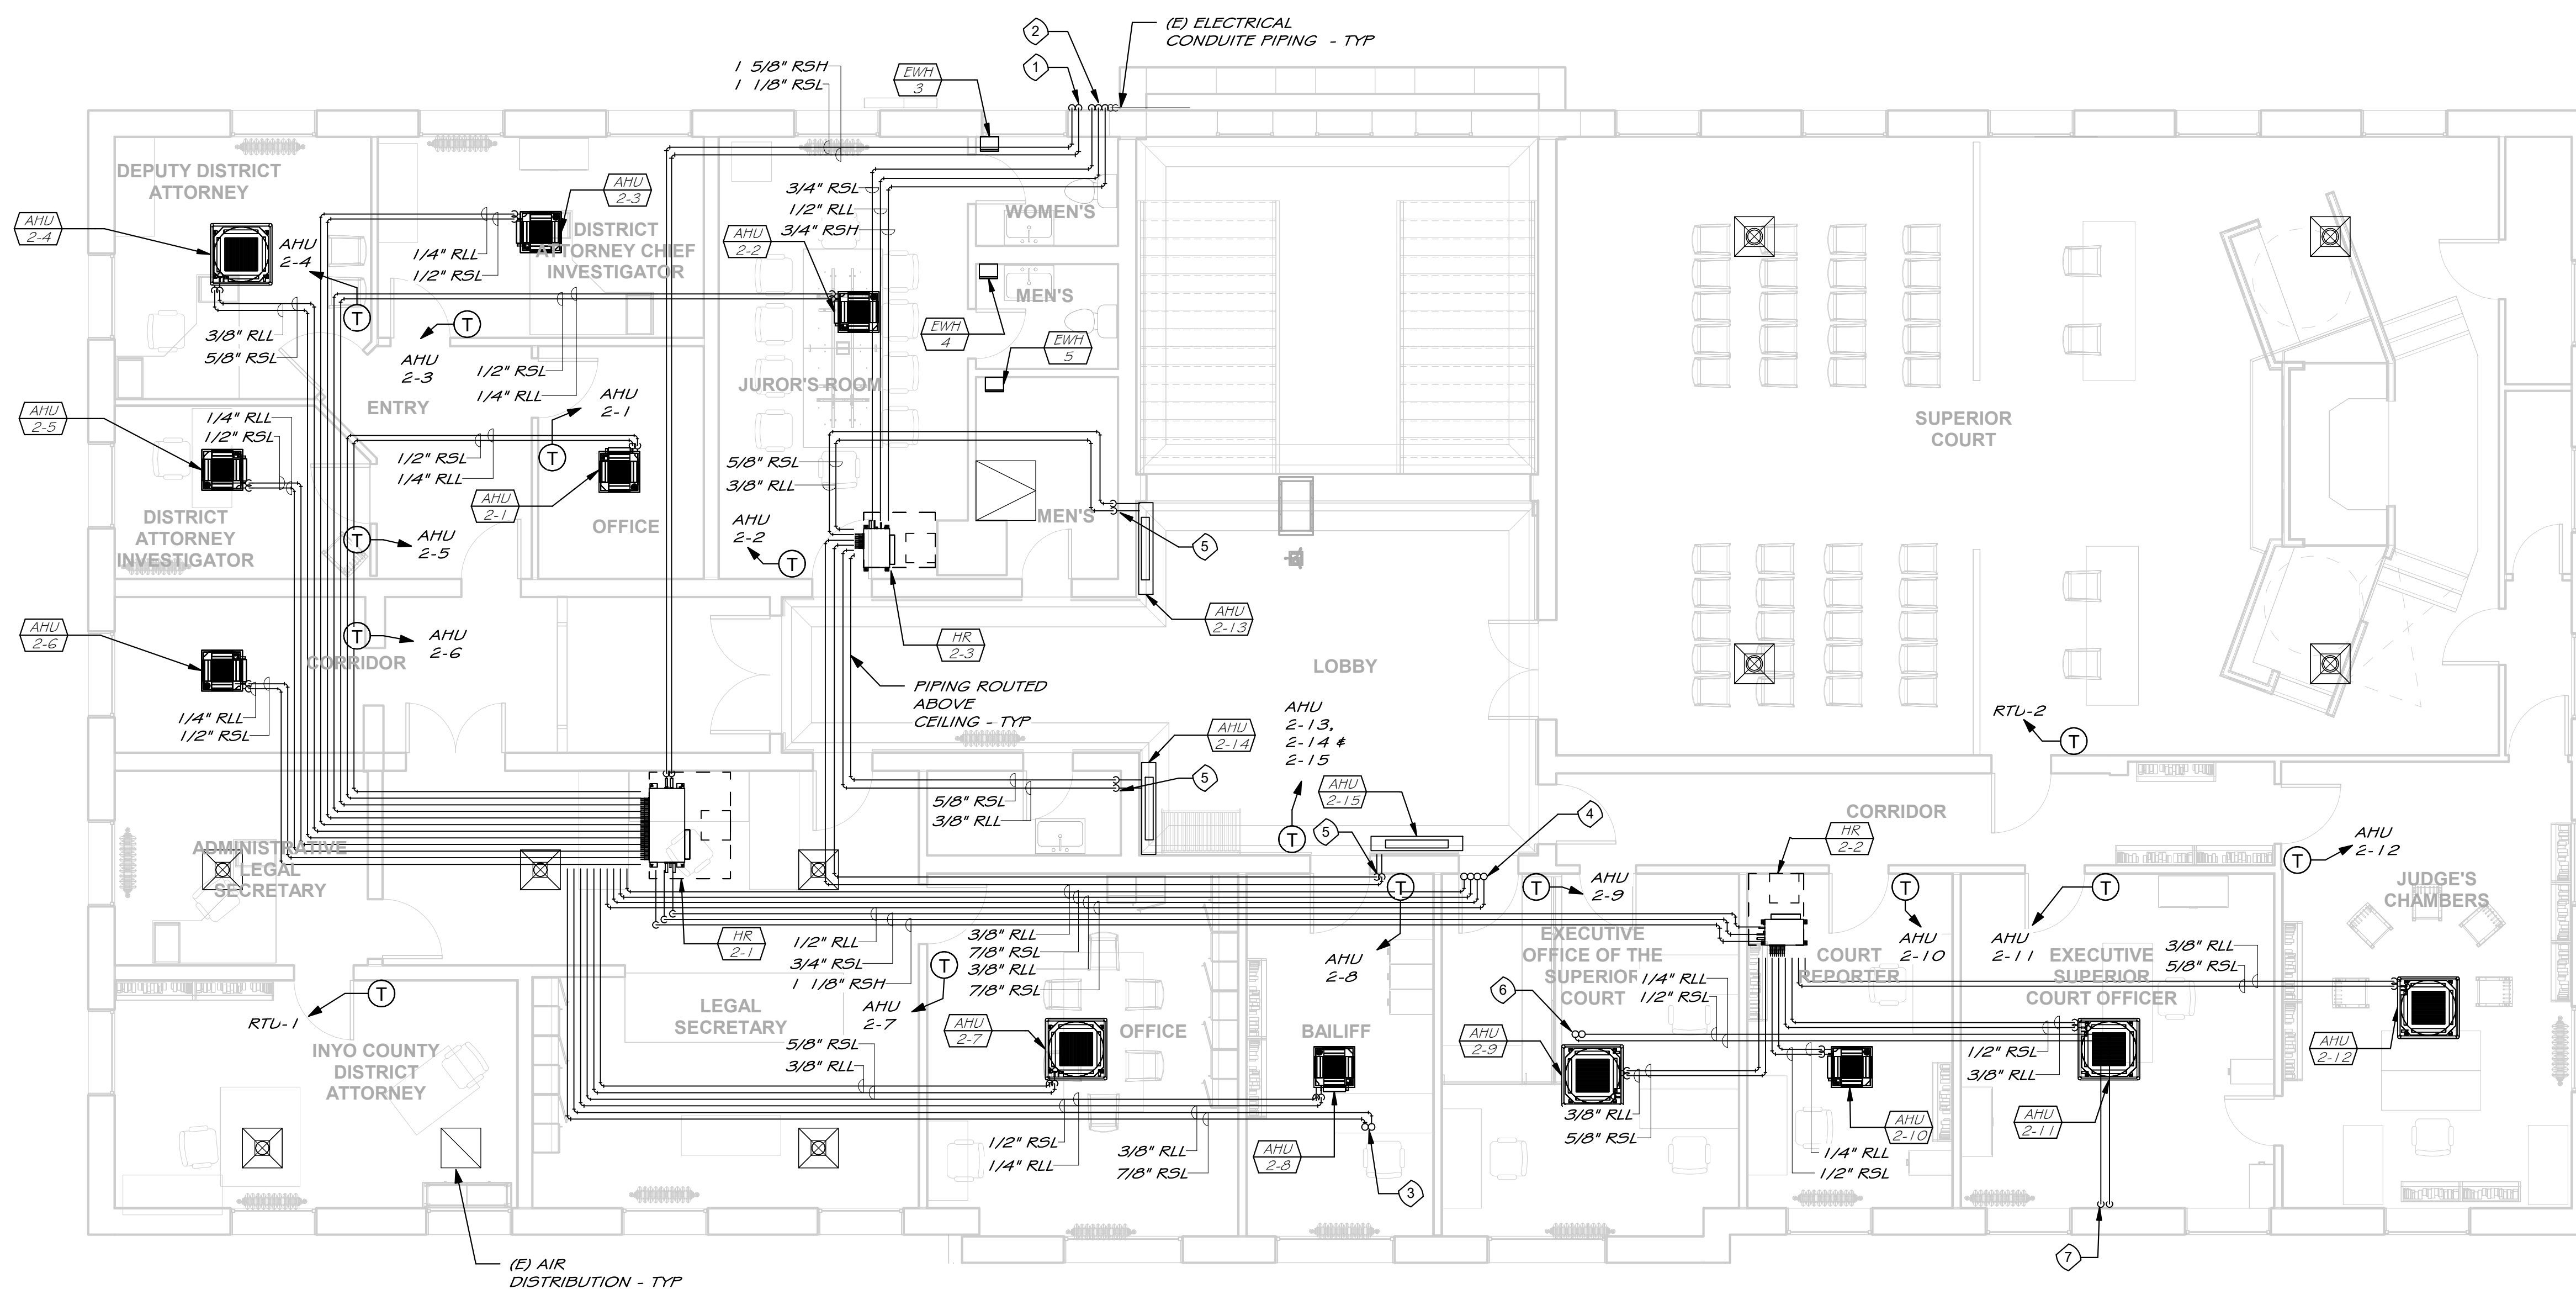 (E) ELECTRICAL
CONDUITE PIPING - TYP
2
1
1 5/8" RSH
1 1/8" RSL
EWH
3
DEPUTY DISTRICT
ATTORNEY
AHU
2-3
AHU
2-4
AHU
2-4
DISTRICT
ATTORNEY CHIEF
INVESTIGATOR
1/4" RLL
1/2" RSL
3/4" RSL
1/2" RLL
3/4" RSH
AHU
2-2
WOMEN'S
MEN'S
EWH
4
EWH
5
T
T
3/8" RLL
5/8" RSL
AHU
2-3
1/2" RSL
1/4" RLL
JUROR'S ROOM
ENTRY
AHU
2-1
AHU
2-5
1/4" RLL
1/2" RSL
1/2" RSL
1/4" RLL
T
AHU
2-1
OFFICE
5/8" RSL
3/8" RLL
AHU
2-2
T
MEN'S
5
SUPERIOR
COURT
DISTRICT
ATTORNEY
INVESTIGATOR
T
AHU
2-5
AHU
2-6
T
AHU
2-6
CORRIDOR
AHU
2-13
HR
2-3
LOBBY
PIPING ROUTED
ABOVE
CEILING - TYP
1/4" RLL
1/2" RSL
AHU
2-14
AHU
2-13,
2-14 &
2-15
RTU-2
T
5
5/8" RSL
3/8" RLL
AHU
2-15
T
5
4
CORRIDOR
HR
2-2
AHU
2-12
T
ADMINISTRATIVE
LEGAL
SECRETARY
T
T
AHU
2-9
T
T
JUDGE'S
CHAMBERS
HR
2-1
1/2" RLL
3/4" RSL
1 1/8" RSH
3/8" RLL
7/8" RSL
3/8" RLL
7/8" RSL
T
AHU
2-7
AHU
2-8
EXECUTIVE
OFFICE OF THE
SUPERIOR
COURT
1/4" RLL
1/2" RSL
COURT
REPORTER
AHU
2-10
AHU
2-11
EXECUTIVE
SUPERIOR
COURT OFFICER
3/8" RLL
5/8" RSL
T
RTU-1
LEGAL
SECRETARY
AHU
2-7
OFFICE
BAILIFF
6
AHU
2-9
INYO COUNTY
DISTRICT
ATTORNEY
5/8" RSL
3/8" RLL
1/2" RSL
3/8" RLL
AHU
2-12
3/8" RLL
5/8" RSL
AHU
2-10
AHU
2-11
1/2" RSL
1/4" RLL
3/8" RLL
7/8" RSL
AHU
2-8
1/4" RLL
1/2" RSL
3
7
(E) AIR
DISTRIBUTION - TYP